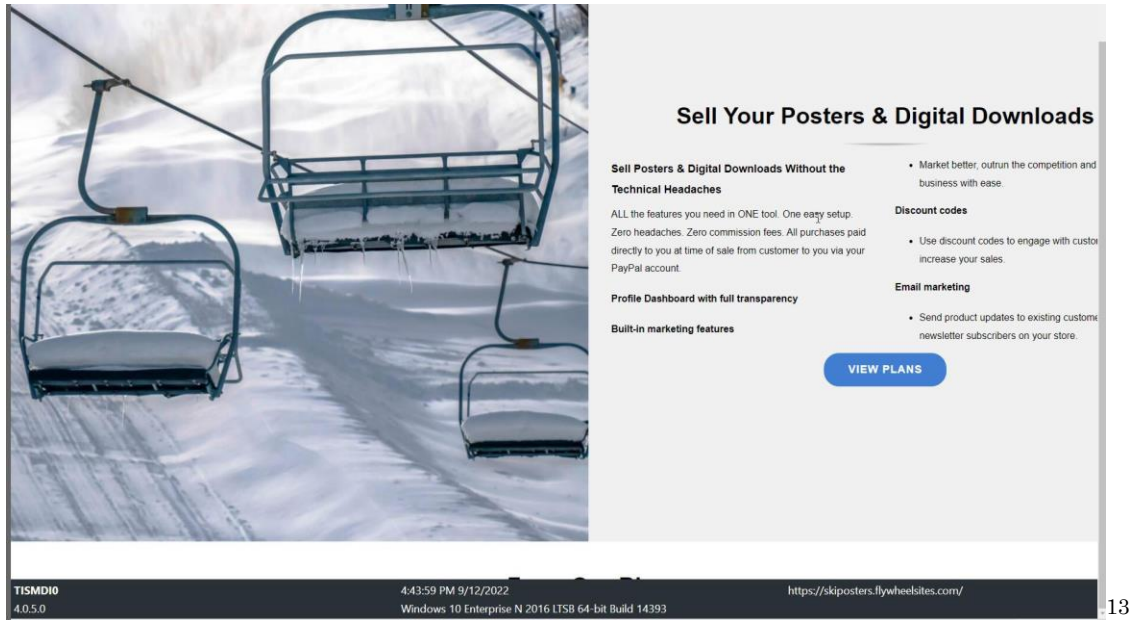 Sell Your Posters & Digital Downloads
Sell Posters & Digital Downloads Without the
Technical Headaches
ALL the features you need in ONE tool. One easy setup.
Zero headaches. Zero commission fees. All purchases paid
directly to you at time of sale from customer to you via your
PayPal account.
Profile Dashboard with full transparency
Built-in marketing features
• Market better, outrun the competition and
business with ease.
Discount codes
• Use discount codes to engage with
increase your sales.
Email marketing
• Send product updates to existing
newsletter subscribers on your store.
VIEW PLANS
TISMDI0
4.0.5.0
4:43:59 PM 9/12/2022
Windows 10 Enterprise N 2016 LTSB 64-bit Build 14393
https://skiposters.flywheelsites.com/
13